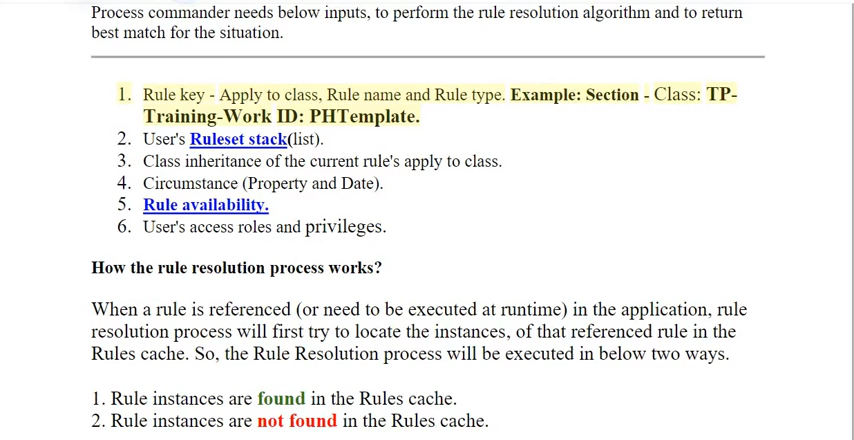 Process commander needs below inputs, to perform the rule resolution algorithm and to return
best match for the situation.
1. Rule key - Apply to class, Rule name and Rule type. Example: Section - Class: TP-
Training-Work ID: PHTemplate.
2. User's Ruleset stack(list).
3. Class inheritance of the current rule's apply to class.
4. Circumstance (Property and Date).
5. Rule availability.
6. User's access roles and privileges.
How the rule resolution process works?
When a rule is referenced (or need to be executed at runtime) in the application, rule
resolution process will first try to locate the instances, of that referenced rule in the
Rules cache. So, the Rule Resolution process will be executed in below two ways.
1. Rule instances are found in the Rules cache.
2. Rule instances are not found in the Rules cache.